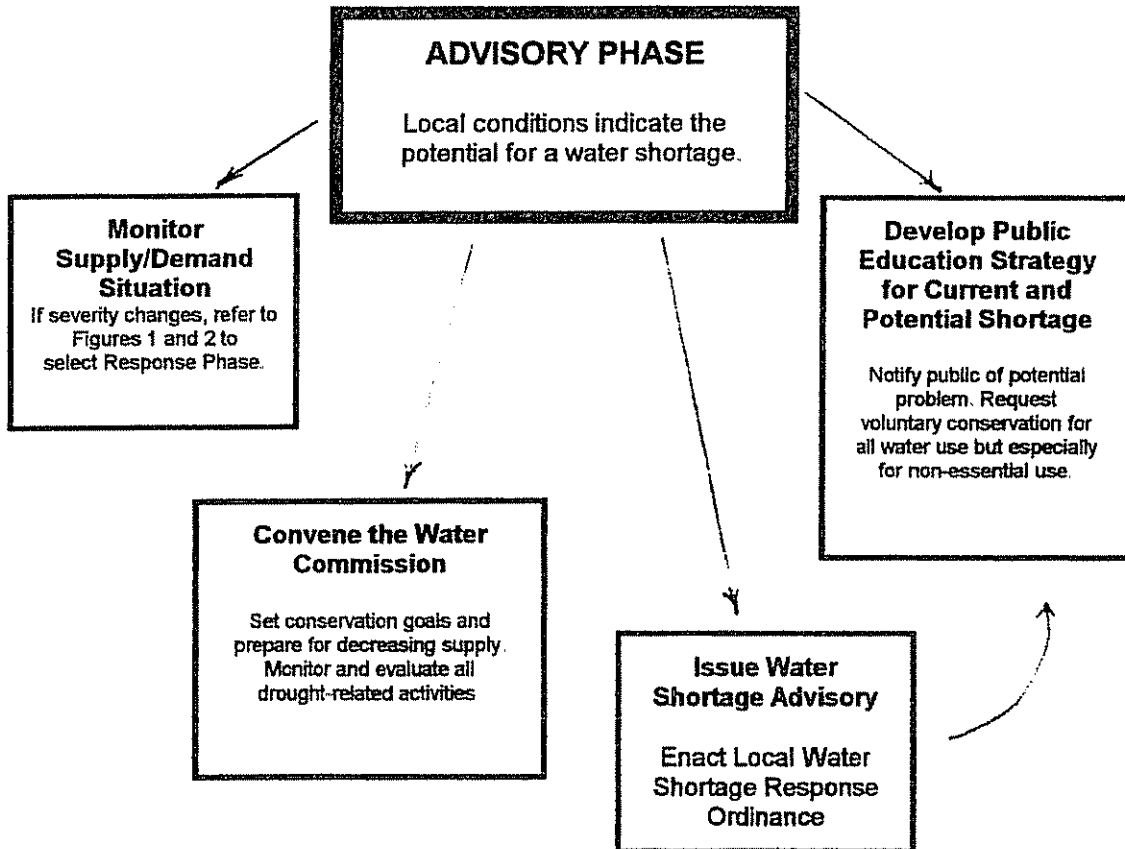 ADVISORY PHASE
Local conditions indicate the
potential for a water shortage.
Monitor
Supply/Demand
Situation
If severity changes, refer to
Figures 1 and 2 to
select Response Phase.
Develop Public
Education Strategy
for Current and
Potential Shortage
Notify public of potential
problem. Request
voluntary conservation for
all water use but especially
for non-essential use.
Convene the Water
Commission
Set conservation goals and
prepare for decreasing supply.
Monitor and evaluate all
drought-related activities
Issue Water
Shortage Advisory
Enact Local Water
Shortage Response
Ordinance